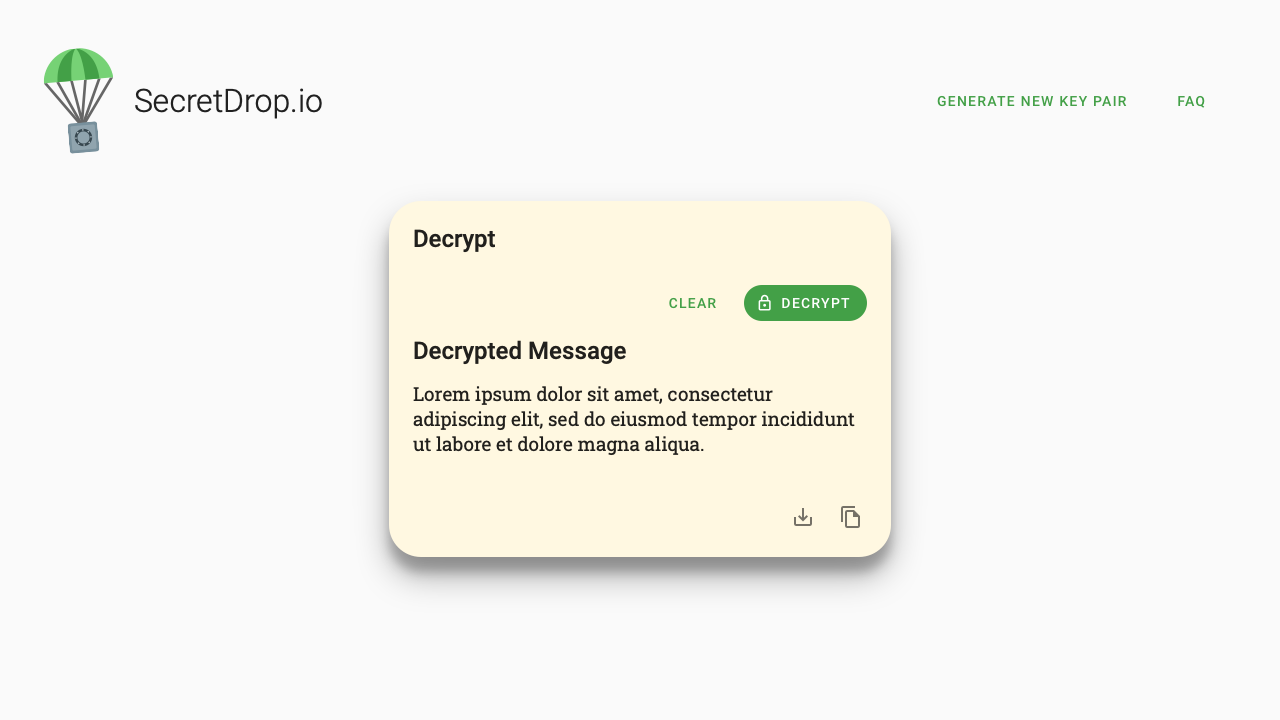 SecretDrop.io
GENERATE NEW KEY PAIR
FAQ
Decrypt
CLEAR
DECRYPT
Decrypted Message
Lorem ipsum dolor sit amet, consectetur
adipiscing elit, sed do eiusmod tempor incididunt
ut labore et dolore magna aliqua.